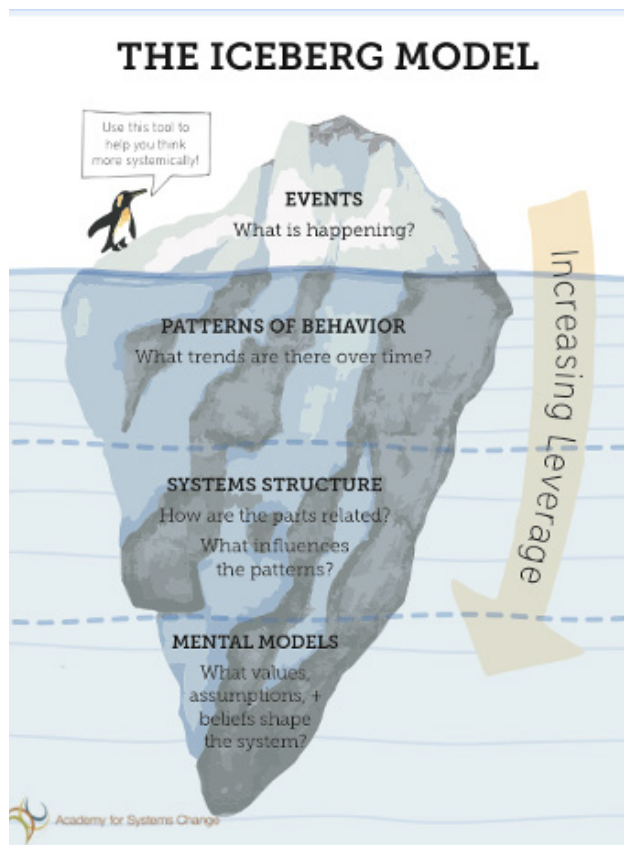 THE ICEBERG MODEL
Use this tool to
help you think
more systemically!
EVENTS
What is happening?
Increasing Leverage
PATTERNS OF BEHAVIOR
What trends are there over time?
SYSTEMS STRUCTURE
How are the parts related?
What influences
the patterns?
MENTAL MODELS
What values,
assumptions, +
beliefs shape
the system?
Academy for Systems Change